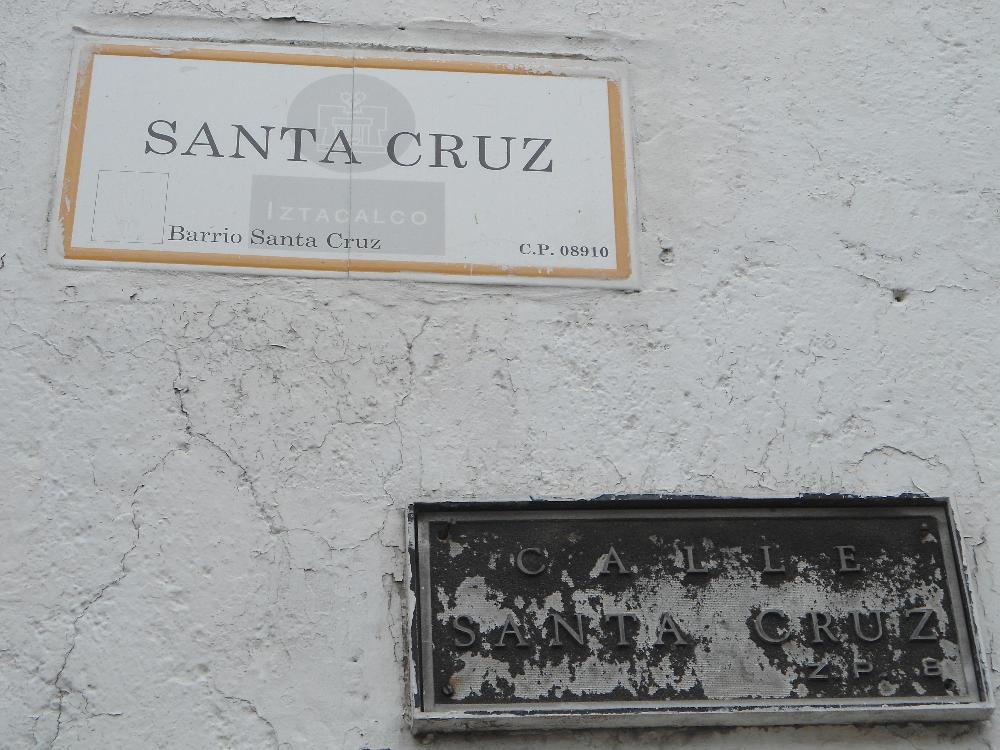 SANTA CRUZ
IZTACALCO
Barrio Santa Cruz
C.P. 08910
CALLE
SANTA CRUZ
Z P 8